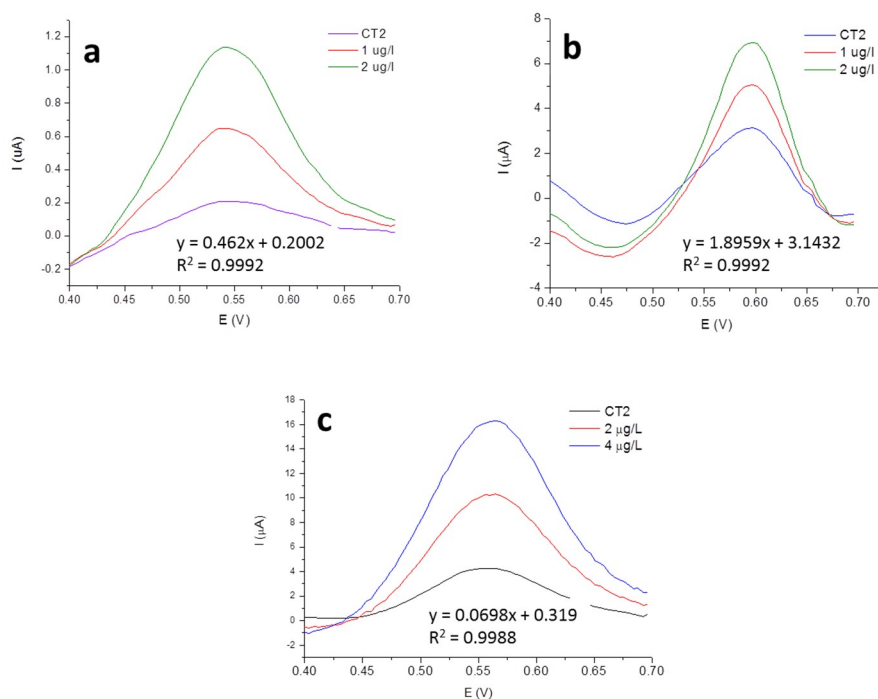 a
CT2
1 ug/l
2 ug/l
1.2
1.0
0.8
0.6
0.4
0.2
0.0
-0.2
I (uA)
y = 0.462x + 0.2002
R² = 0.9992
0.40 0.45 0.50 0.55 0.60 0.65 0.70
E (V)
b
CT2
1 ug/l
2 ug/l
8
6
4
2
0
-2
-4
I (μA)
y = 1.8959x + 3.1432
R² = 0.9992
0.40 0.45 0.50 0.55 0.60 0.65 0.70
E (V)
c
CT2
2 μg/L
4 μg/L
18
16
14
12
10
8
6
4
2
0
-2
I (μA)
y = 0.0698x + 0.319
R² = 0.9988
0.40 0.45 0.50 0.55 0.60 0.65 0.70
E (V)